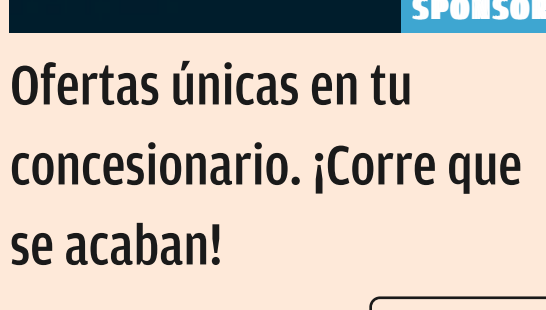 Ofertas únicas en tu
concesionario. ¡Corre que
se acaban!